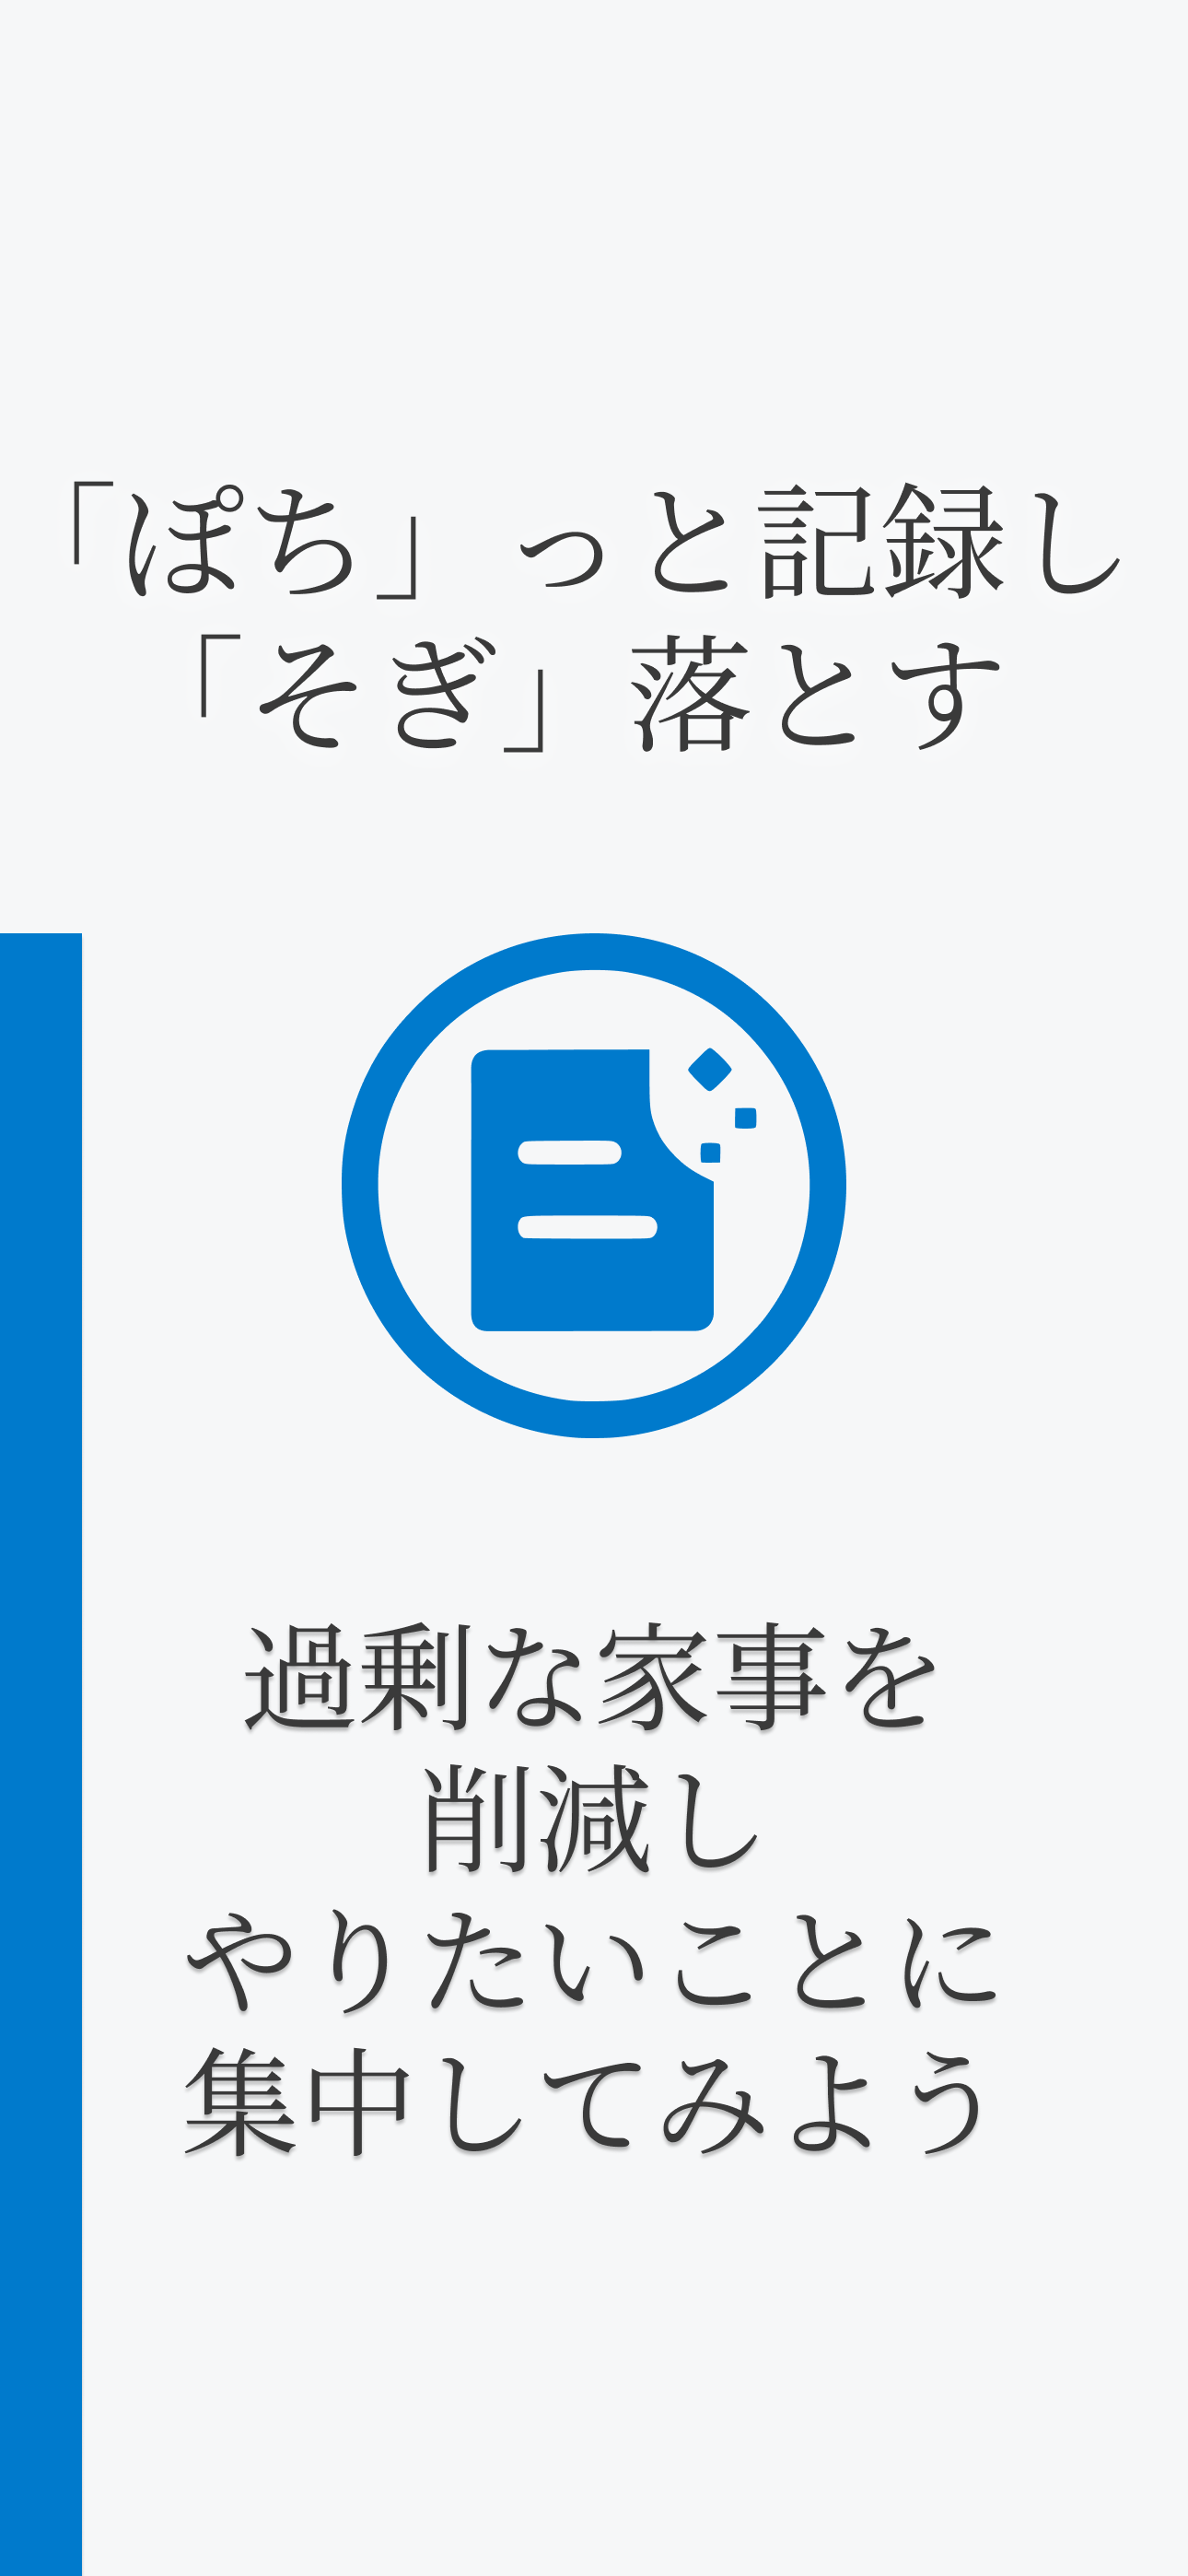 「ぽち」っと記録し
「そぎ」落とす
過剰な家事を
削減し
やりたいことに
集中してみよう